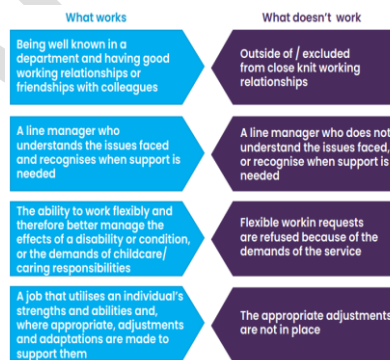 What works
What doesn't work
Being well known in a
department and having good
working relationships or
friendships with colleagues
Outside of / excluded
from close knit working
relationships
A line manager who
understands the issues faced
and recognises when support is
needed
A line manager who does not
understand the issues faced,
or recognise when support is
needed
The ability to work flexibly and
therefore better manage the
effects of a disability or condition,
or the demands of childcare/
caring responsibilities
Flexible workin requests
are refused because of the
demands of the service
A job that utilises an individual's
strengths and abilities and,
where appropriate, adjustments
and adaptations are made to
support them
The appropriate adjustments
are not in place